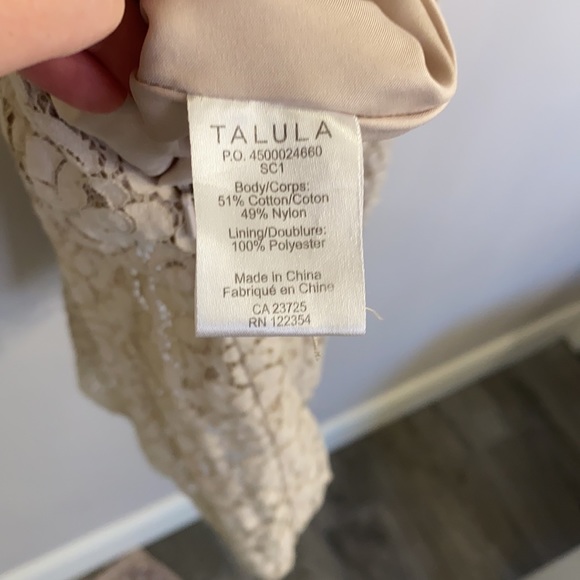 TALULA
P.O. 4500024660
SC1
Body/Corps:
51% Cotton/Coton
49% Nylon
Lining/Doublure:
100% Polyester
Made in China
Fabriqué en Chine
CA 23725
RN 122354